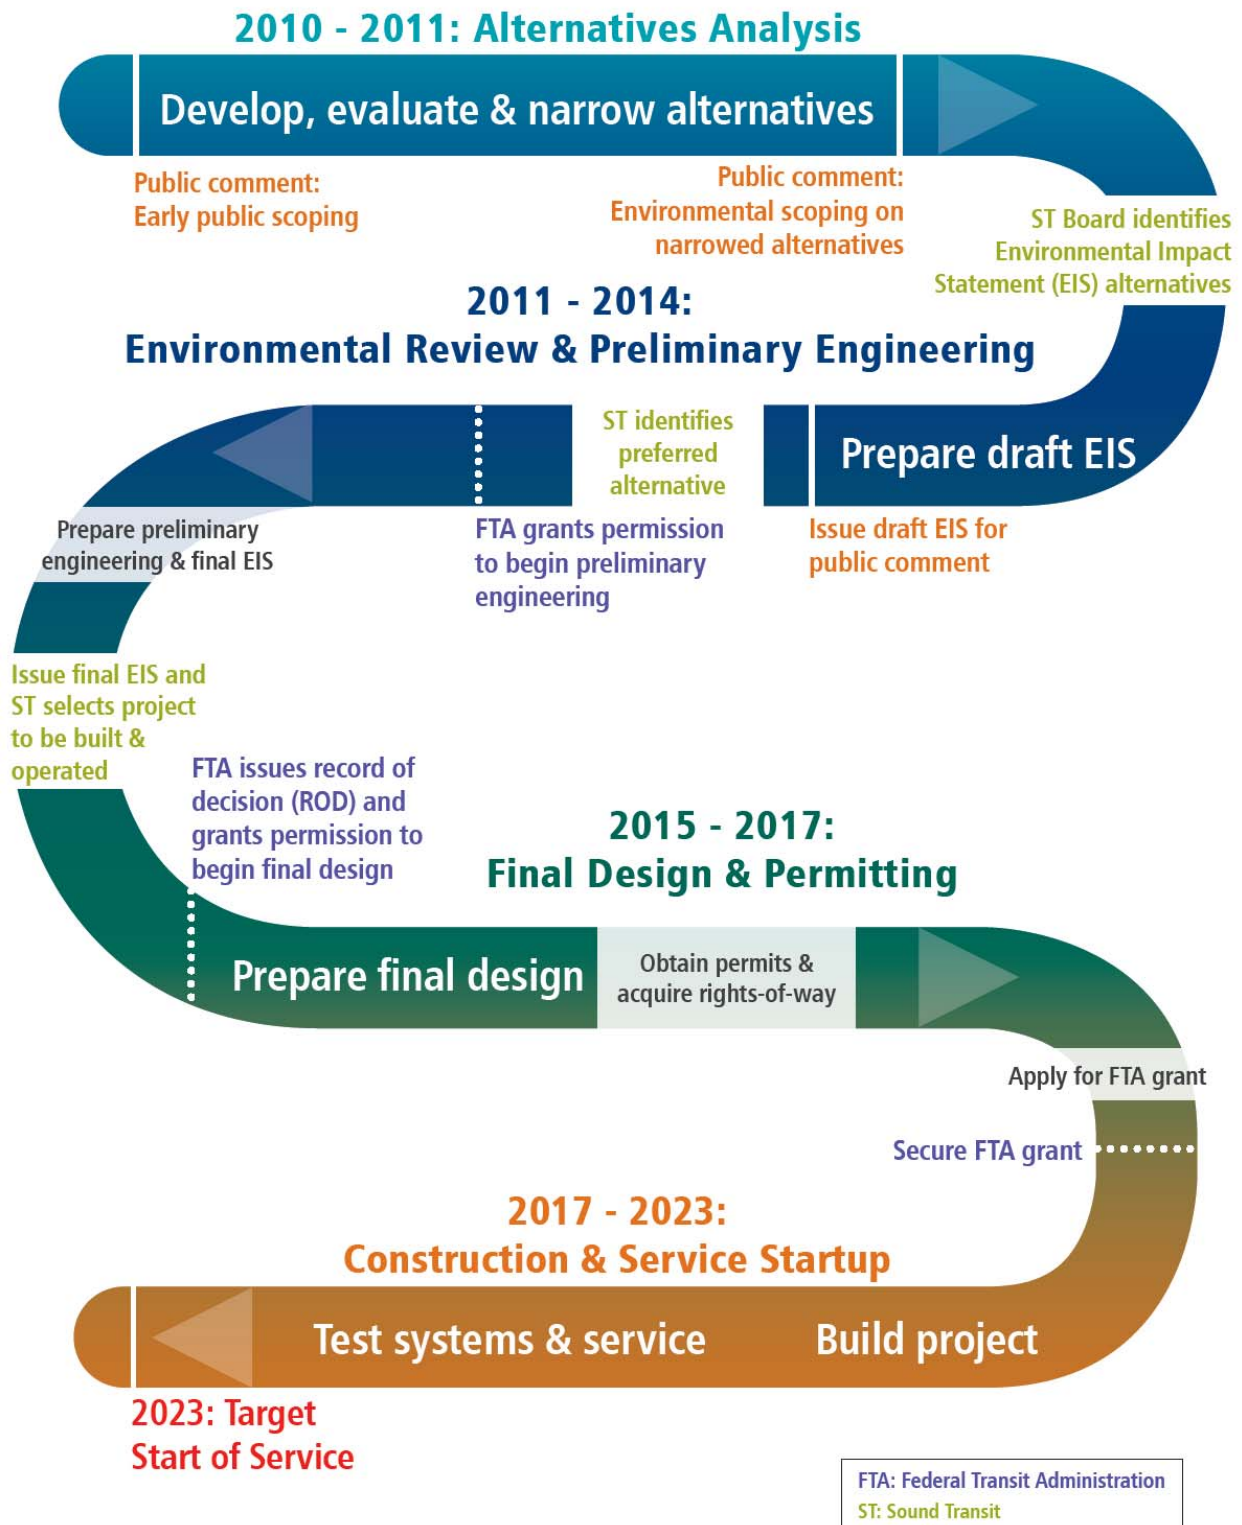 2010 - 2011: Alternatives Analysis
Develop, evaluate & narrow alternatives
Public comment:
Early public scoping
Public comment:
Environmental scoping on
narrowed alternatives
ST Board identifies
Environmental Impact
Statement (EIS) alternatives
2011 - 2014:
Environmental Review & Preliminary Engineering
Prepare draft EIS
Issue draft EIS for
public comment
ST identifies
preferred
alternative
FTA grants permission
to begin preliminary
engineering
Prepare preliminary
engineering & final EIS
Issue final EIS and
ST selects project
to be built &
operated
FTA issues record of
decision (ROD) and
grants permission to
begin final design
2015 - 2017:
Final Design & Permitting
Prepare final design
Obtain permits &
acquire rights-of-way
Apply for FTA grant
Secure FTA grant
2017 - 2023:
Construction & Service Startup
Build project
Test systems & service
2023: Target
Start of Service
FTA: Federal Transit Administration
ST: Sound Transit